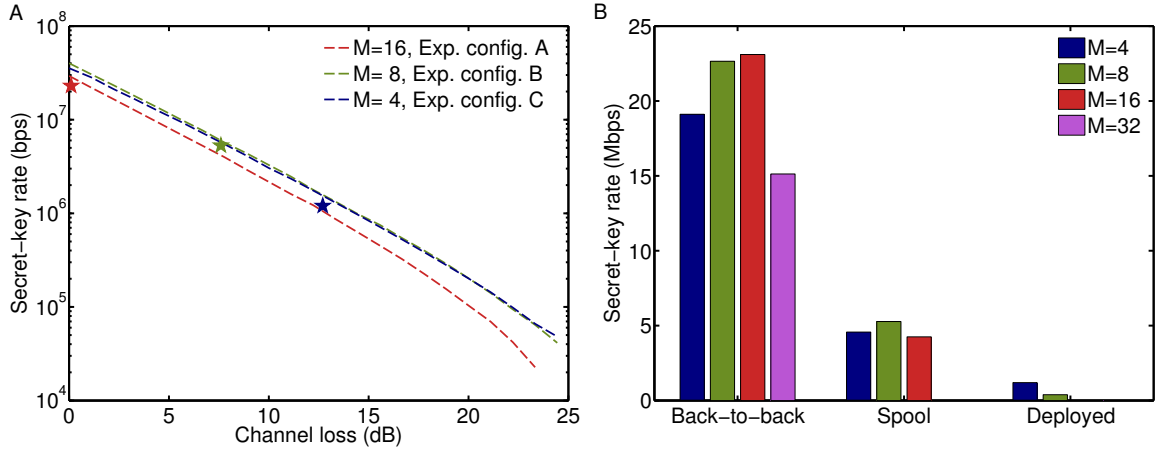 A
Secret−key rate (bps)
10^8
10^7
10^6
10^5
10^4
M=16, Exp. config. A
M= 8, Exp. config. B
M= 4, Exp. config. C
0 5 10 15 20 25
Channel loss (dB)
B
Secret−key rate (Mbps)
25
20
15
10
5
0
M=4
M=8
M=16
M=32
Back−to−back Spool Deployed